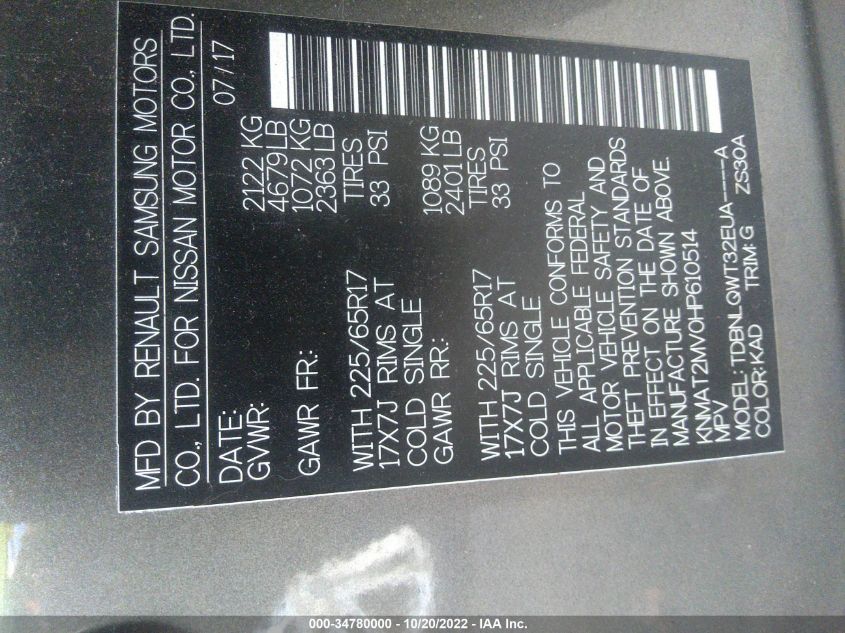 MFD BY RENAULT SAMSUNG MOTORS
CO., LTD. FOR NISSAN MOTOR CO., LTD.
DATE: 07/17
GVWR: 2122 KG
4679 LB
GAWR FR: 1072 KG
2363 LB
WITH 225/65R17 TIRES
17X7J RIMS AT 33 PSI
COLD SINGLE
GAWR RR: 1089 KG
2401 LB
WITH 225/65R17 TIRES
17X7J RIMS AT 33 PSI
COLD SINGLE
THIS VEHICLE CONFORMS TO
ALL APPLICABLE FEDERAL
MOTOR VEHICLE SAFETY AND
THEFT PREVENTION STANDARDS
IN EFFECT ON THE DATE OF
MANUFACTURE SHOWN ABOVE.
KNMAT2MV0HP610514
MPV
MODEL: TDBNLQWT32EUA-----A
COLOR: KAD TRIM: G ZS30A
000-34780000 - 10/20/2022 - IAA Inc.